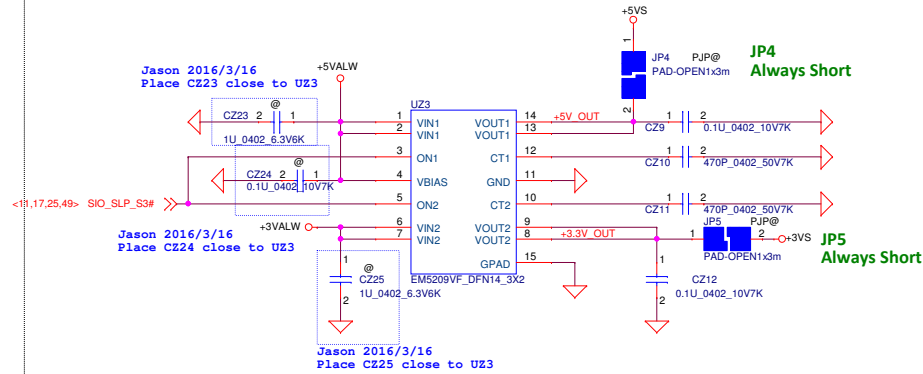 +5VS
1
JP4 PJP@
PAD-OPEN1x3m
2
JP4
Always Short
Jason 2016/3/16
Place CZ23 close to UZ3
+5VALW
@
CZ23 2 1
1U_0402_6.3V6K
@
CZ24 2 1
0.1U_0402_10V7K
<11,17,25,49> SIO_SLP_S3#
+3VALW
Jason 2016/3/16
Place CZ24 close to UZ3
UZ3
1 VIN1 VOUT1 14 +5V_OUT
2 VIN1 VOUT1 13
3 ON1 CT1 12
4 VBIAS GND 11
5 ON2 CT2 10
6 VIN2 VOUT2 9
7 VIN2 VOUT2 8 +3.3V_OUT
GPAD 15
EM5209VF_DFN14_3X2
1 2
CZ9 0.1U_0402_10V7K
1 2
CZ10 470P_0402_50V7K
1 2
CZ11 470P_0402_50V7K
JP5 PJP@
1 2 +3VS
PAD-OPEN1x3m
JP5
Always Short
1
@
CZ25
2 1U_0402_6.3V6K
1
CZ12
2 0.1U_0402_10V7K
Jason 2016/3/16
Place CZ25 close to UZ3